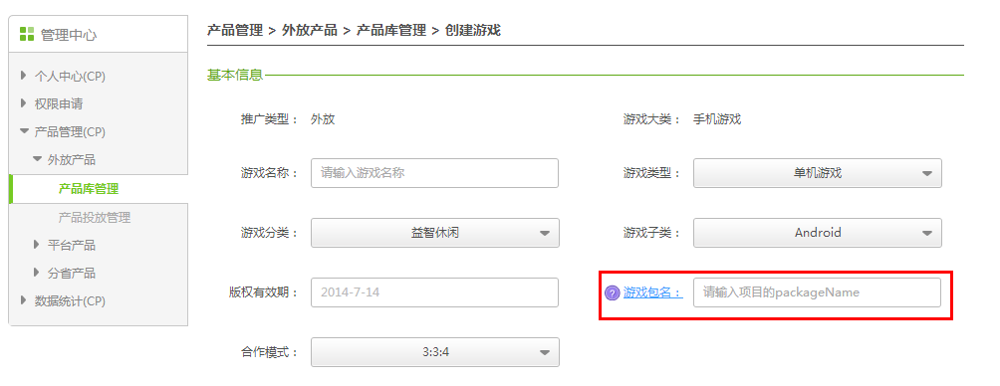 管理中心
个人中心(CP)
权限申请
产品管理(CP)
外放产品
产品库管理
产品投放管理
平台产品
分省产品
数据统计(CP)
产品管理 > 外放产品 > 产品库管理 > 创建游戏
基本信息
推广类型： 外放 游戏大类： 手机游戏
游戏名称： 请输入游戏名称 游戏类型： 单机游戏
游戏分类： 益智休闲 游戏子类： Android
版权有效期： 2014-7-14 ? 游戏包名： 请输入项目的packageName
合作模式： 3:3:4